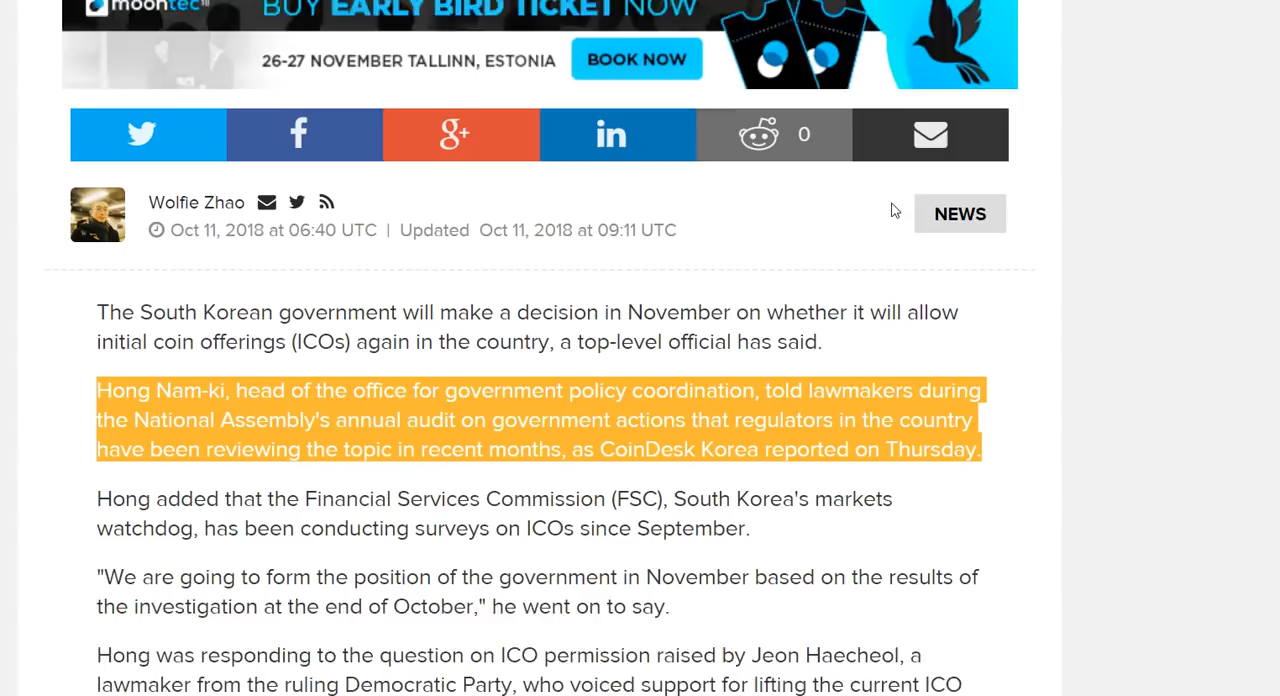 moontec
BUY EARLY BIRD TICKET NOW
26-27 NOVEMBER TALLINN, ESTONIA
BOOK NOW
0
Wolfie Zhao
Oct 11, 2018 at 06:40 UTC | Updated Oct 11, 2018 at 09:11 UTC
NEWS
The South Korean government will make a decision in November on whether it will allow
initial coin offerings (ICOs) again in the country, a top-level official has said.
Hong Nam-ki, head of the office for government policy coordination, told lawmakers during
the National Assembly's annual audit on government actions that regulators in the country
have been reviewing the topic in recent months, as CoinDesk Korea reported on Thursday.
Hong added that the Financial Services Commission (FSC), South Korea's markets
watchdog, has been conducting surveys on ICOs since September.
"We are going to form the position of the government in November based on the results of
the investigation at the end of October," he went on to say.
Hong was responding to the question on ICO permission raised by Jeon Haecheol, a
lawmaker from the ruling Democratic Party, who voiced support for lifting the current ICO